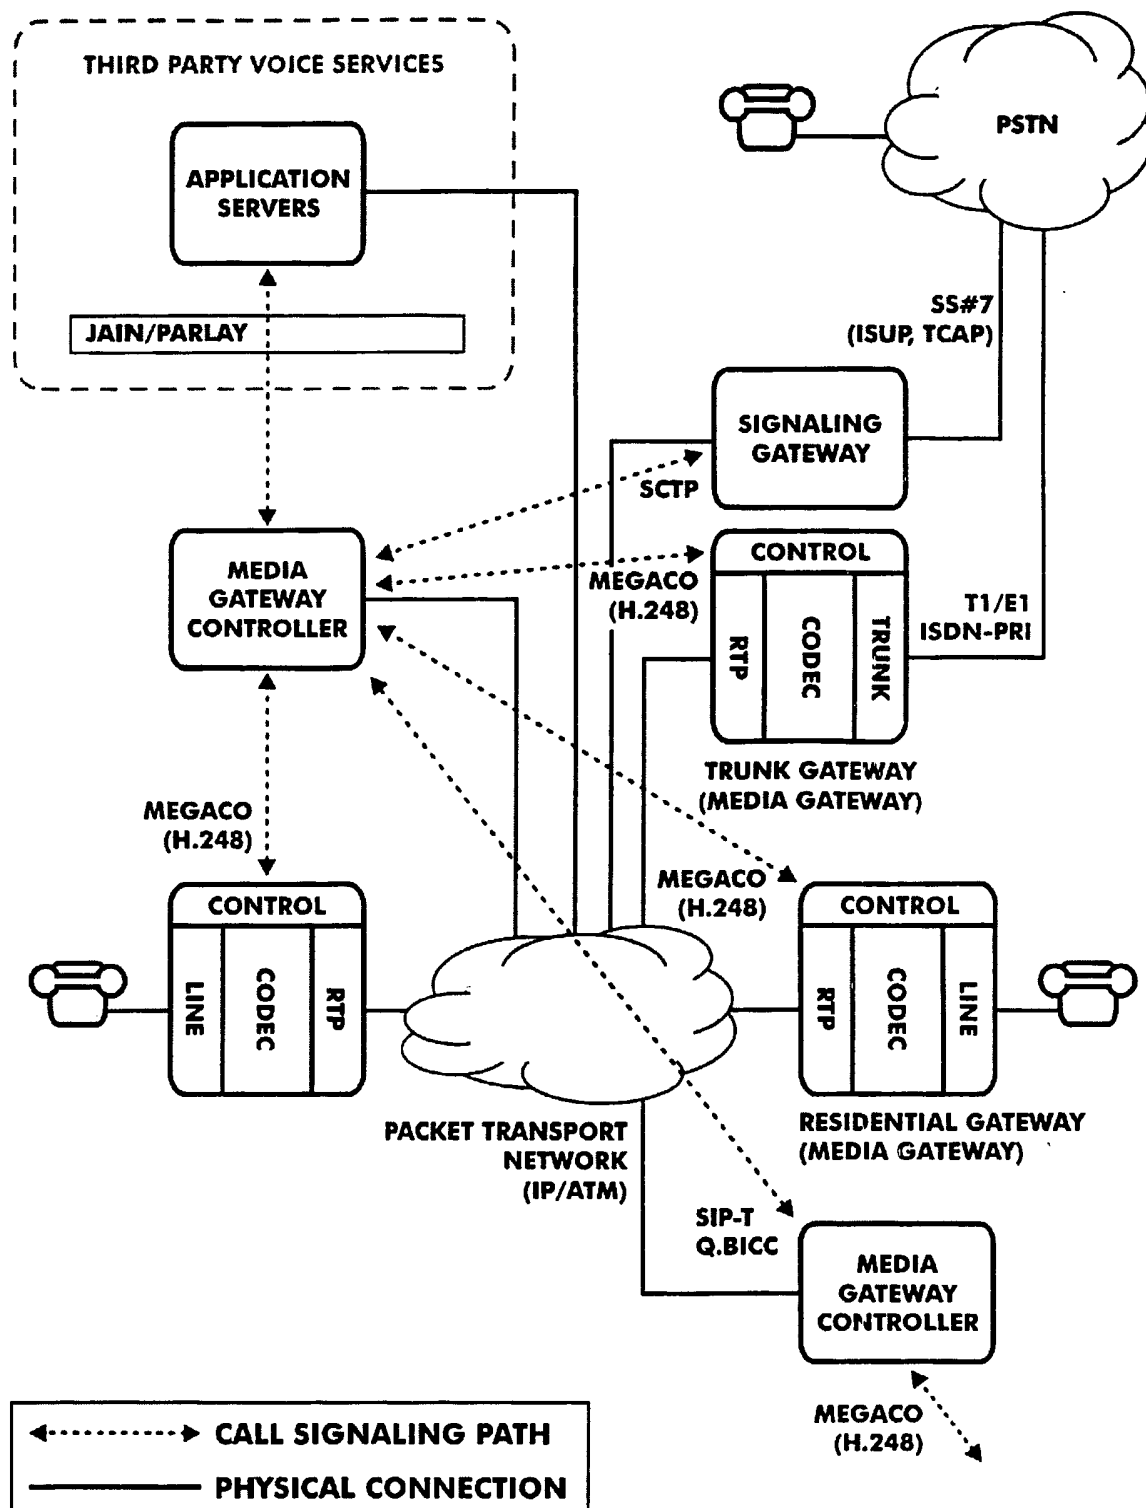 THIRD PARTY VOICE SERVICES
APPLICATION
SERVERS
JAIN/PARLAY
PSTN
SS#7
(ISUP, TCAP)
SIGNALING
GATEWAY
SCTP
MEDIA
GATEWAY
CONTROLLER
MEGACO
(H.248)
CONTROL
RTP
CODEC
TRUNK
T1/E1
ISDN-PRI
TRUNK GATEWAY
(MEDIA GATEWAY)
MEGACO
(H.248)
CONTROL
LINE
CODEC
RTP
MEGACO
(H.248)
CONTROL
RTP
CODEC
LINE
RESIDENTIAL GATEWAY
(MEDIA GATEWAY)
PACKET TRANSPORT
NETWORK
(IP/ATM)
SIP-T
Q.BICC
MEDIA
GATEWAY
CONTROLLER
MEGACO
(H.248)
CALL SIGNALING PATH
PHYSICAL CONNECTION